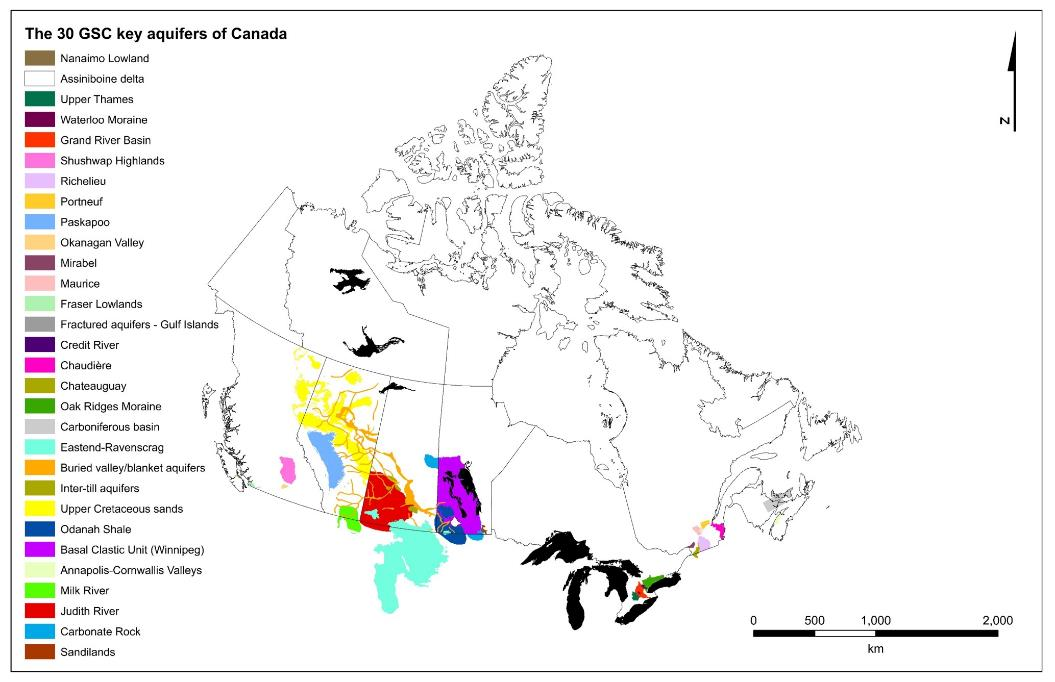 The 30 GSC key aquifers of Canada
Nanaimo Lowland
Assiniboine delta
Upper Thames
Waterloo Moraine
Grand River Basin
Shushwap Highlands
Richelieu
Portneuf
Paskapoo
Okanagan Valley
Mirabel
Maurice
Fraser Lowlands
Fractured aquifers - Gulf Islands
Credit River
Chaudière
Chateauguay
Oak Ridges Moraine
Carboniferous basin
Eastend-Ravenscrag
Buried valley/blanket aquifers
Inter-till aquifers
Upper Cretaceous sands
Odanah Shale
Basal Clastic Unit (Winnipeg)
Annapolis-Cornwallis Valleys
Milk River
Judith River
Carbonate Rock
Sandilands
N
0 500 1,000 2,000
km